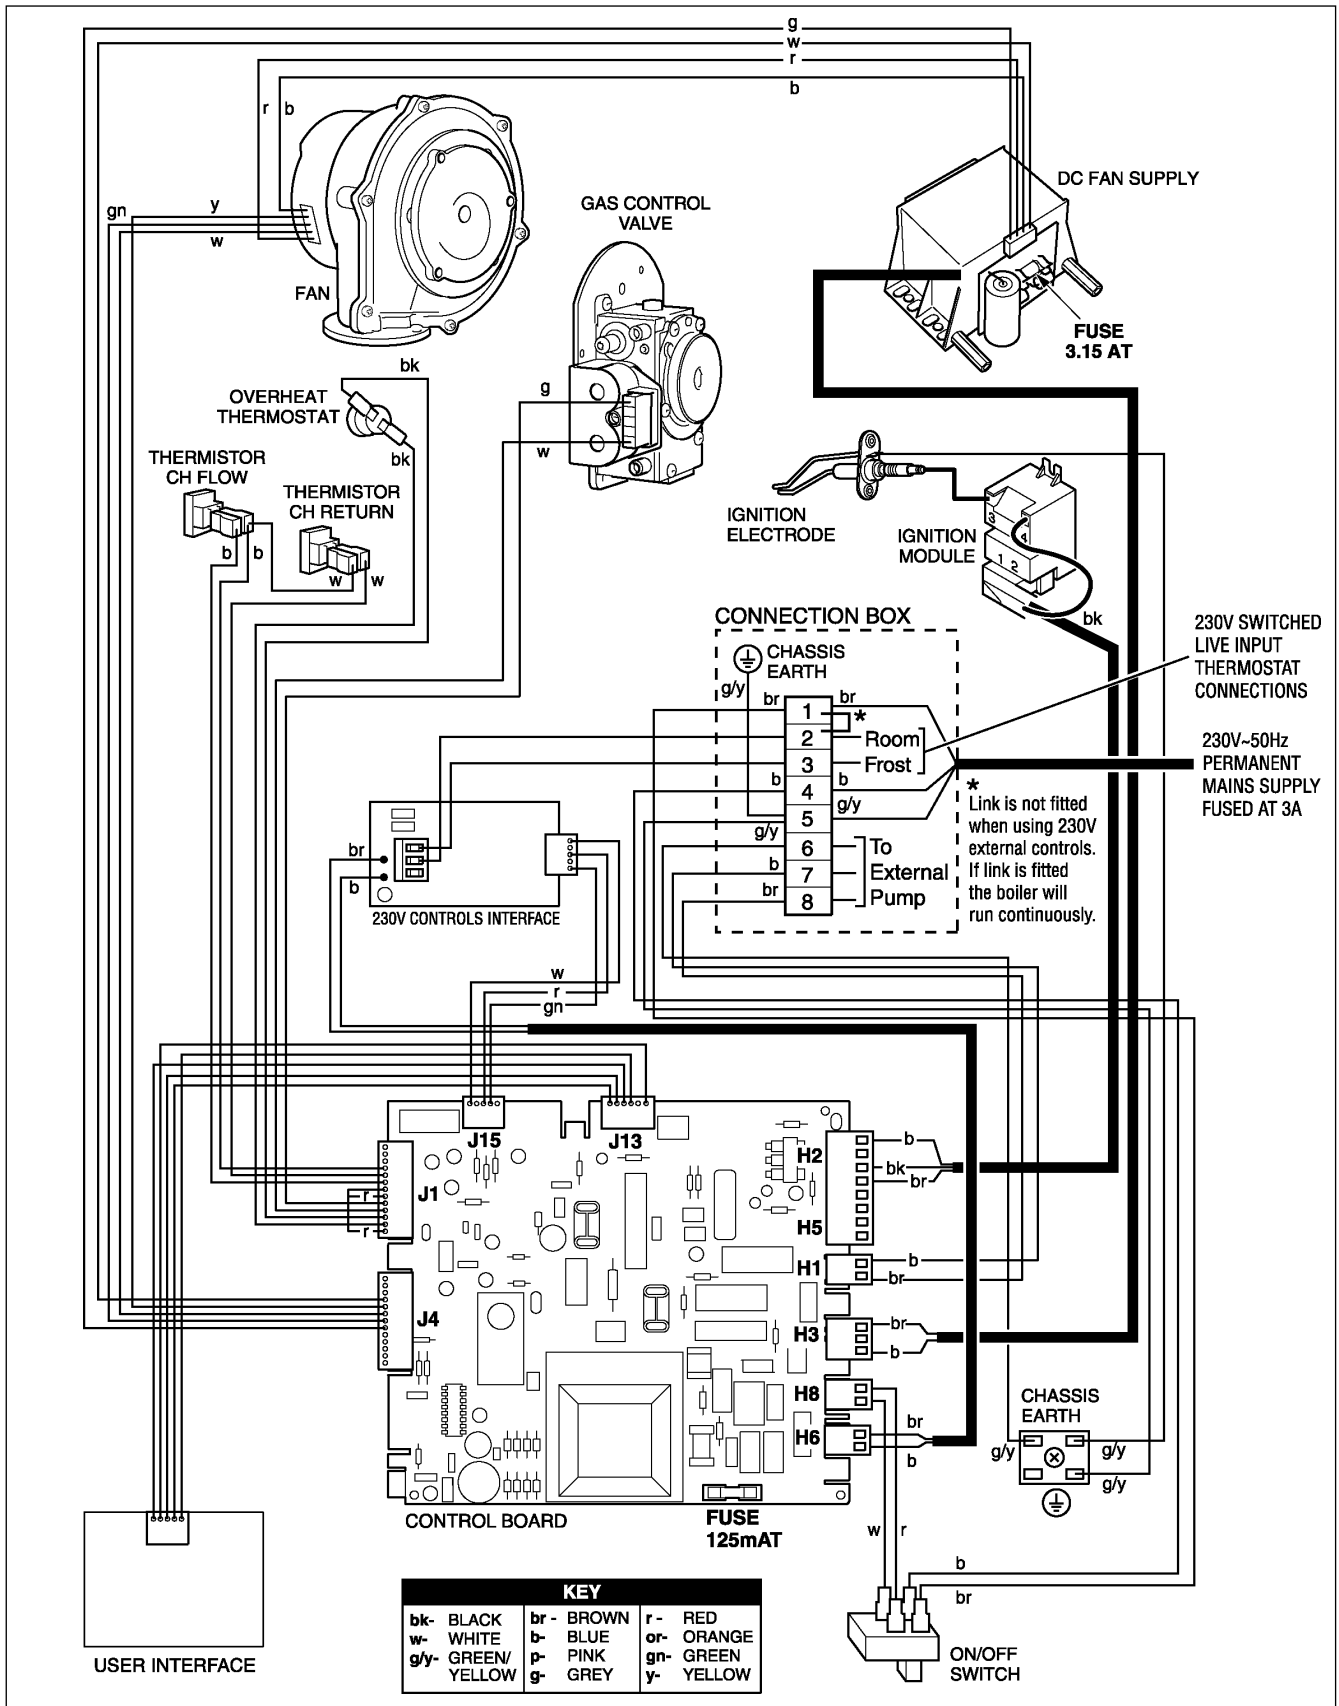 g
w
r
b
r b
gn
y
w
FAN
GAS CONTROL
VALVE
DC FAN SUPPLY
FUSE
3.15 AT
bk
OVERHEAT
THERMOSTAT
bk
g
w
THERMISTOR
CH FLOW
THERMISTOR
CH RETURN
b b
w w
IGNITION
ELECTRODE
IGNITION
MODULE
3
4
1 2
bk
CONNECTION BOX
CHASSIS
EARTH
g/y
br
1
br
*
2
Room
3
Frost
b
4
b
5
g/y
g/y
6
To
b
7
External
br
8
Pump
230V SWITCHED
LIVE INPUT
THERMOSTAT
CONNECTIONS
230V~50Hz
PERMANENT
MAINS SUPPLY
FUSED AT 3A
*
Link is not fitted
when using 230V
external controls.
If link is fitted
the boiler will
run continuously.
br
b
230V CONTROLS INTERFACE
w
r
gn
J15
J13
J1
r
r
J4
H2
b
bk
br
H5
H1
b
br
H3
br
b
H8
H6
br
b
CHASSIS
EARTH
g/y
g/y
g/y
CONTROL BOARD
FUSE
125mAT
w r
b
br
ON/OFF
SWITCH
USER INTERFACE
KEY
bk- BLACK
w- WHITE
g/y- GREEN/
YELLOW
br - BROWN
b- BLUE
p- PINK
g- GREY
r - RED
or- ORANGE
gn- GREEN
y- YELLOW